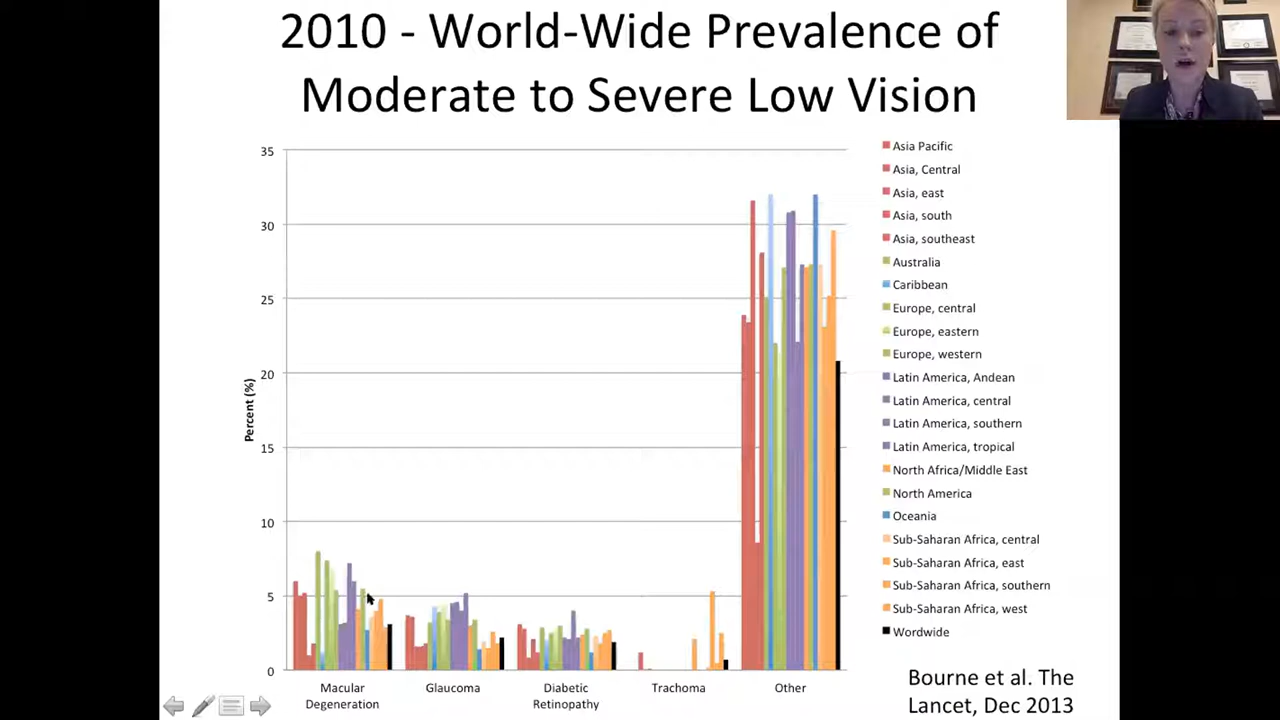 2010 - World-Wide Prevalence of
Moderate to Severe Low Vision
35
30
25
20
15
10
5
0
Percent (%)
Macular
Degeneration
Glaucoma
Diabetic
Retinopathy
Trachoma
Other
Asia Pacific
Asia, Central
Asia, east
Asia, south
Asia, southeast
Australia
Caribbean
Europe, central
Europe, eastern
Europe, western
Latin America, Andean
Latin America, central
Latin America, southern
Latin America, tropical
North Africa/Middle East
North America
Oceania
Sub-Saharan Africa, central
Sub-Saharan Africa, east
Sub-Saharan Africa, southern
Sub-Saharan Africa, west
Wordwide
Bourne et al. The
Lancet, Dec 2013